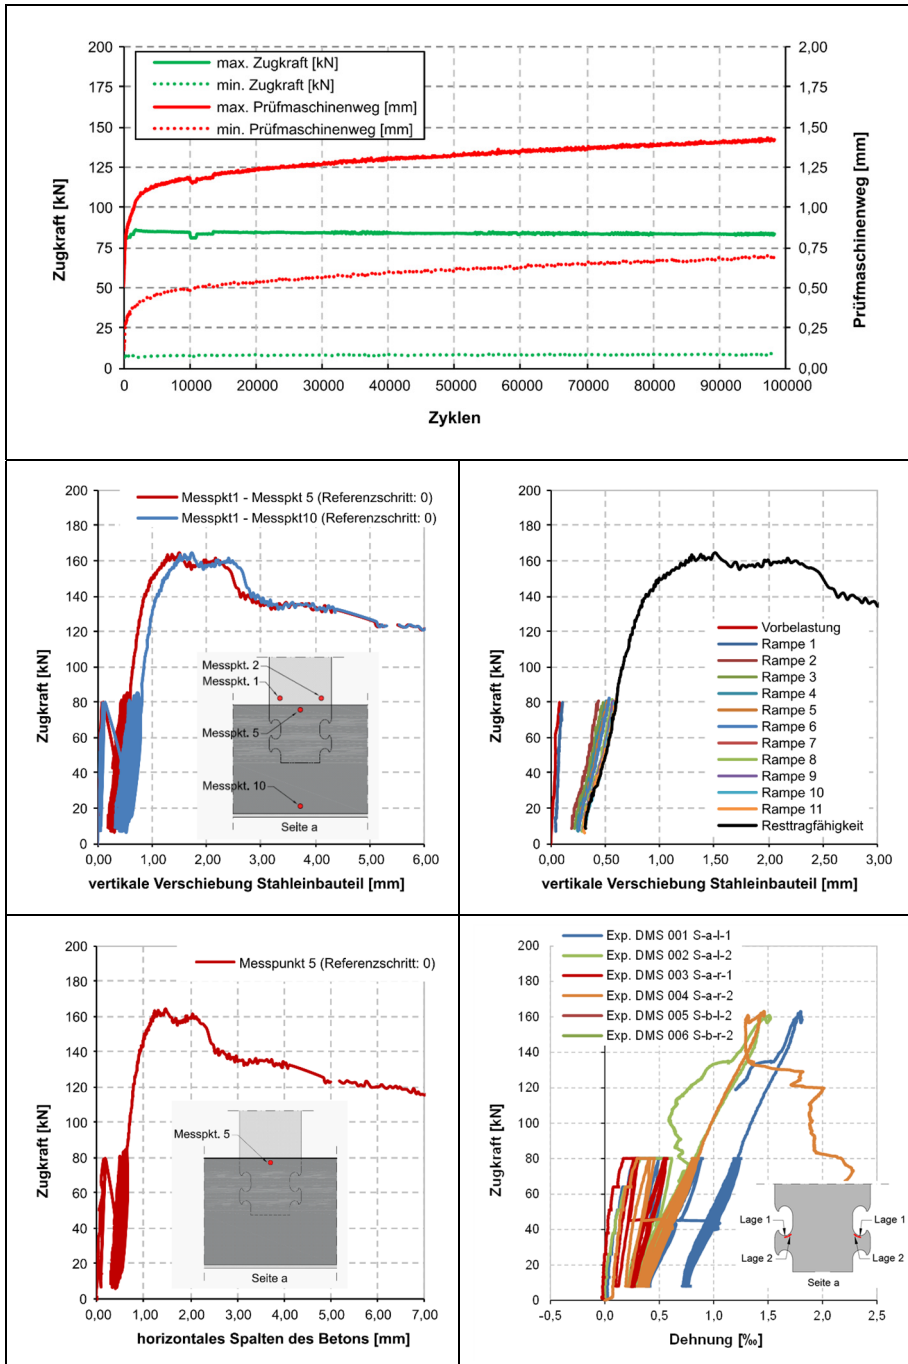 200
175
150
125
100
75
50
25
0
Zugkraft [kN]
max. Zugkraft [kN]
min. Zugkraft [kN]
max. Prüfmaschinenweg [mm]
min. Prüfmaschinenweg [mm]
2,00
1,75
1,50
1,25
1,00
0,75
0,50
0,25
0,00
Prüfmaschinenweg [mm]
0 10000 20000 30000 40000 50000 60000 70000 80000 90000 100000
Zyklen
200
180
160
140
120
100
80
60
40
20
0
Zugkraft [kN]
Messpkt1 - Messpkt 5 (Referenzschritt: 0)
Messpkt1 - Messpkt10 (Referenzschritt: 0)
Messpkt. 2
Messpkt. 1
Messpkt. 5
Messpkt. 10
Seite a
0,00 1,00 2,00 3,00 4,00 5,00 6,00
vertikale Verschiebung Stahleinbauteil [mm]
200
180
160
140
120
100
80
60
40
20
0
Zugkraft [kN]
Vorbelastung
Rampe 1
Rampe 2
Rampe 3
Rampe 4
Rampe 5
Rampe 6
Rampe 7
Rampe 8
Rampe 9
Rampe 10
Rampe 11
Resttragfähigkeit
0,00 0,50 1,00 1,50 2,00 2,50 3,00
vertikale Verschiebung Stahleinbauteil [mm]
200
180
160
140
120
100
80
60
40
20
0
Zugkraft [kN]
Messpunkt 5 (Referenzschritt: 0)
Messpkt. 5
Seite a
0,00 1,00 2,00 3,00 4,00 5,00 6,00 7,00
horizontales Spalten des Betons [mm]
Exp. DMS 001 S-a-l-1
Exp. DMS 002 S-a-l-2
Exp. DMS 003 S-a-r-1
Exp. DMS 004 S-a-r-2
Exp. DMS 005 S-b-l-2
Exp. DMS 006 S-b-r-2
200
180
160
140
120
100
80
60
40
20
0
Zugkraft [kN]
Lage 1
Lage 2
Lage 1
Lage 2
Seite a
0,0 0,5 1,0 1,5 2,0 2,5
Dehnung [‰]